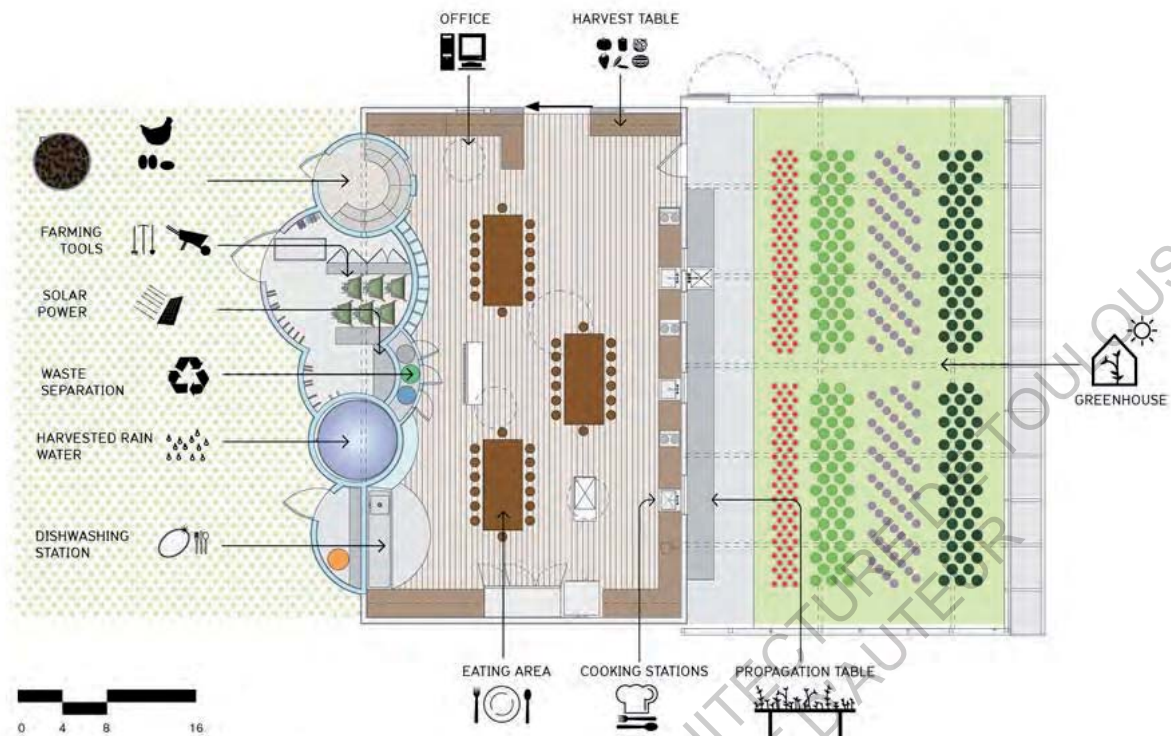 OFFICE
HARVEST TABLE
FARMING
TOOLS
SOLAR
POWER
WASTE
SEPARATION
HARVESTED RAIN
WATER
DISHWASHING
STATION
GREENHOUSE
EATING AREA
COOKING STATIONS
PROPAGATION TABLE
0 4 8 16
D'AUTEUR